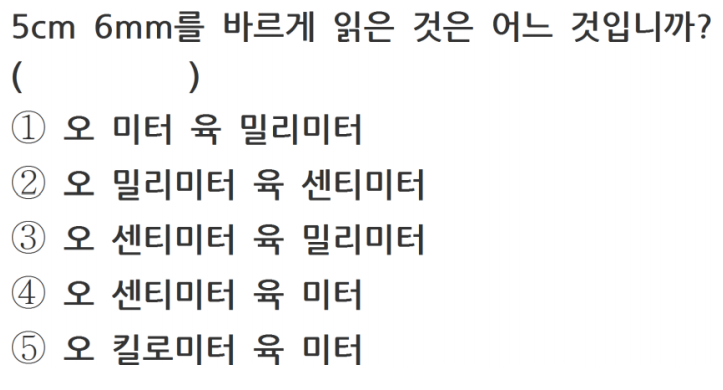 5cm 6mm를 바르게 읽은 것은 어느 것입니까?
(          )
① 오 미터 육 밀리미터
② 오 밀리미터 육 센티미터
③ 오 센티미터 육 밀리미터
④ 오 센티미터 육 미터
⑤ 오 킬로미터 육 미터